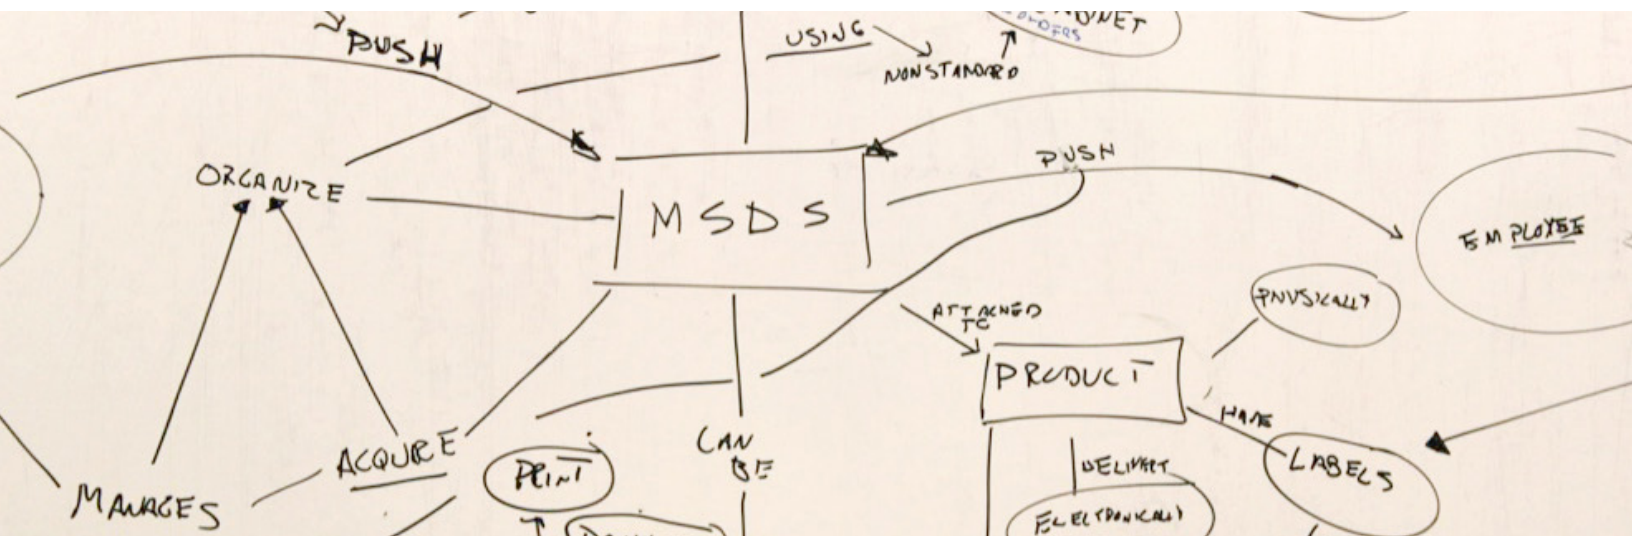 PUSH
USING
NONSTANDARD
ORGANIZE
MSDS
PUSH
EMPLOYEE
PHYSICALLY
ATTACHED
TO
PRODUCT
HAVE
LABELS
DELIVERY
ELECTRONICALLY
CAN
BE
PRINT
ACQUIRE
MANAGES